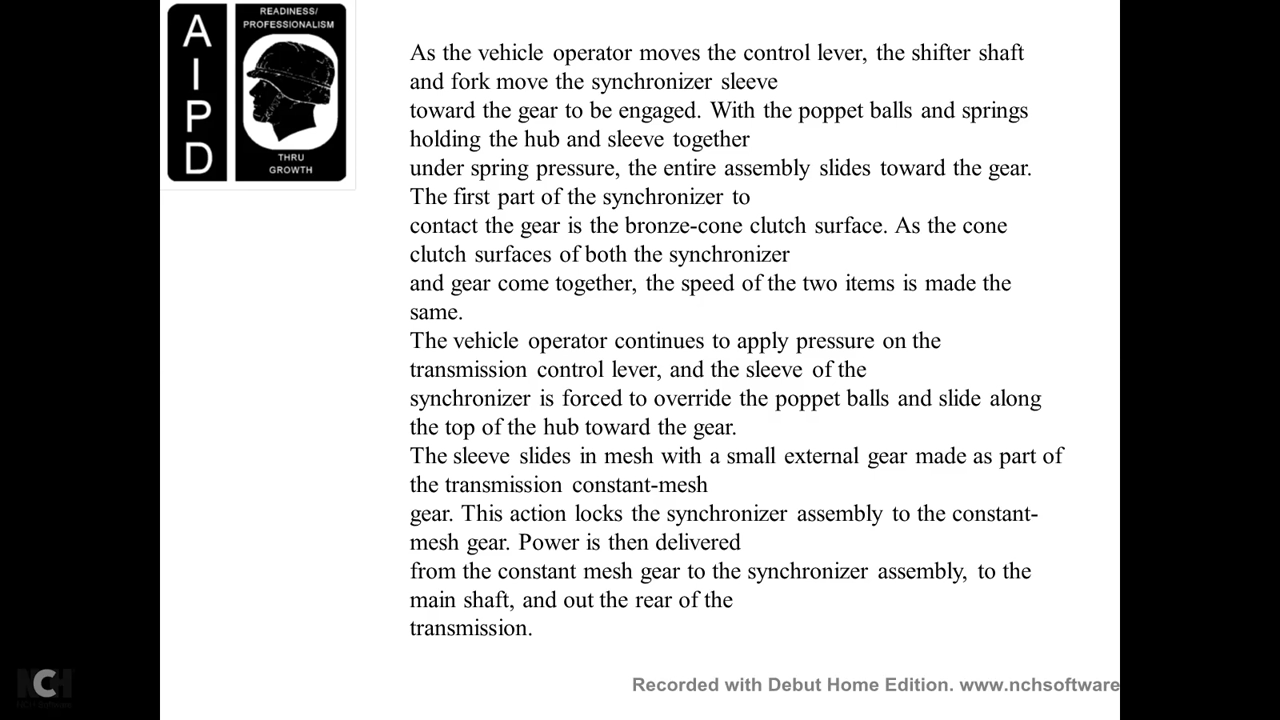 A
I
P
D
READINESS/
PROFESSIONALISM
THRU
GROWTH
As the vehicle operator moves the control lever, the shifter shaft
and fork move the synchronizer sleeve
toward the gear to be engaged. With the poppet balls and springs
holding the hub and sleeve together
under spring pressure, the entire assembly slides toward the gear.
The first part of the synchronizer to
contact the gear is the bronze-cone clutch surface. As the cone
clutch surfaces of both the synchronizer
and gear come together, the speed of the two items is made the
same.
The vehicle operator continues to apply pressure on the
transmission control lever, and the sleeve of the
synchronizer is forced to override the poppet balls and slide along
the top of the hub toward the gear.
The sleeve slides in mesh with a small external gear made as part of
the transmission constant-mesh
gear. This action locks the synchronizer assembly to the constant-
mesh gear. Power is then delivered
from the constant mesh gear to the synchronizer assembly, to the
main shaft, and out the rear of the
transmission.
NCH
NCH Software
Recorded with Debut Home Edition. www.nchsoftware